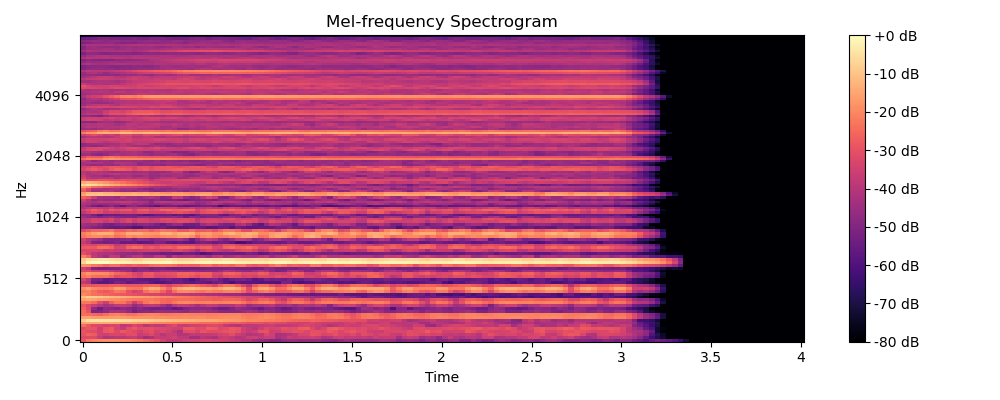 Mel-frequency Spectrogram
Hz
4096
2048
1024
512
0
0 0.5 1 1.5 2 2.5 3 3.5 4
Time
+0 dB
-10 dB
-20 dB
-30 dB
-40 dB
-50 dB
-60 dB
-70 dB
-80 dB